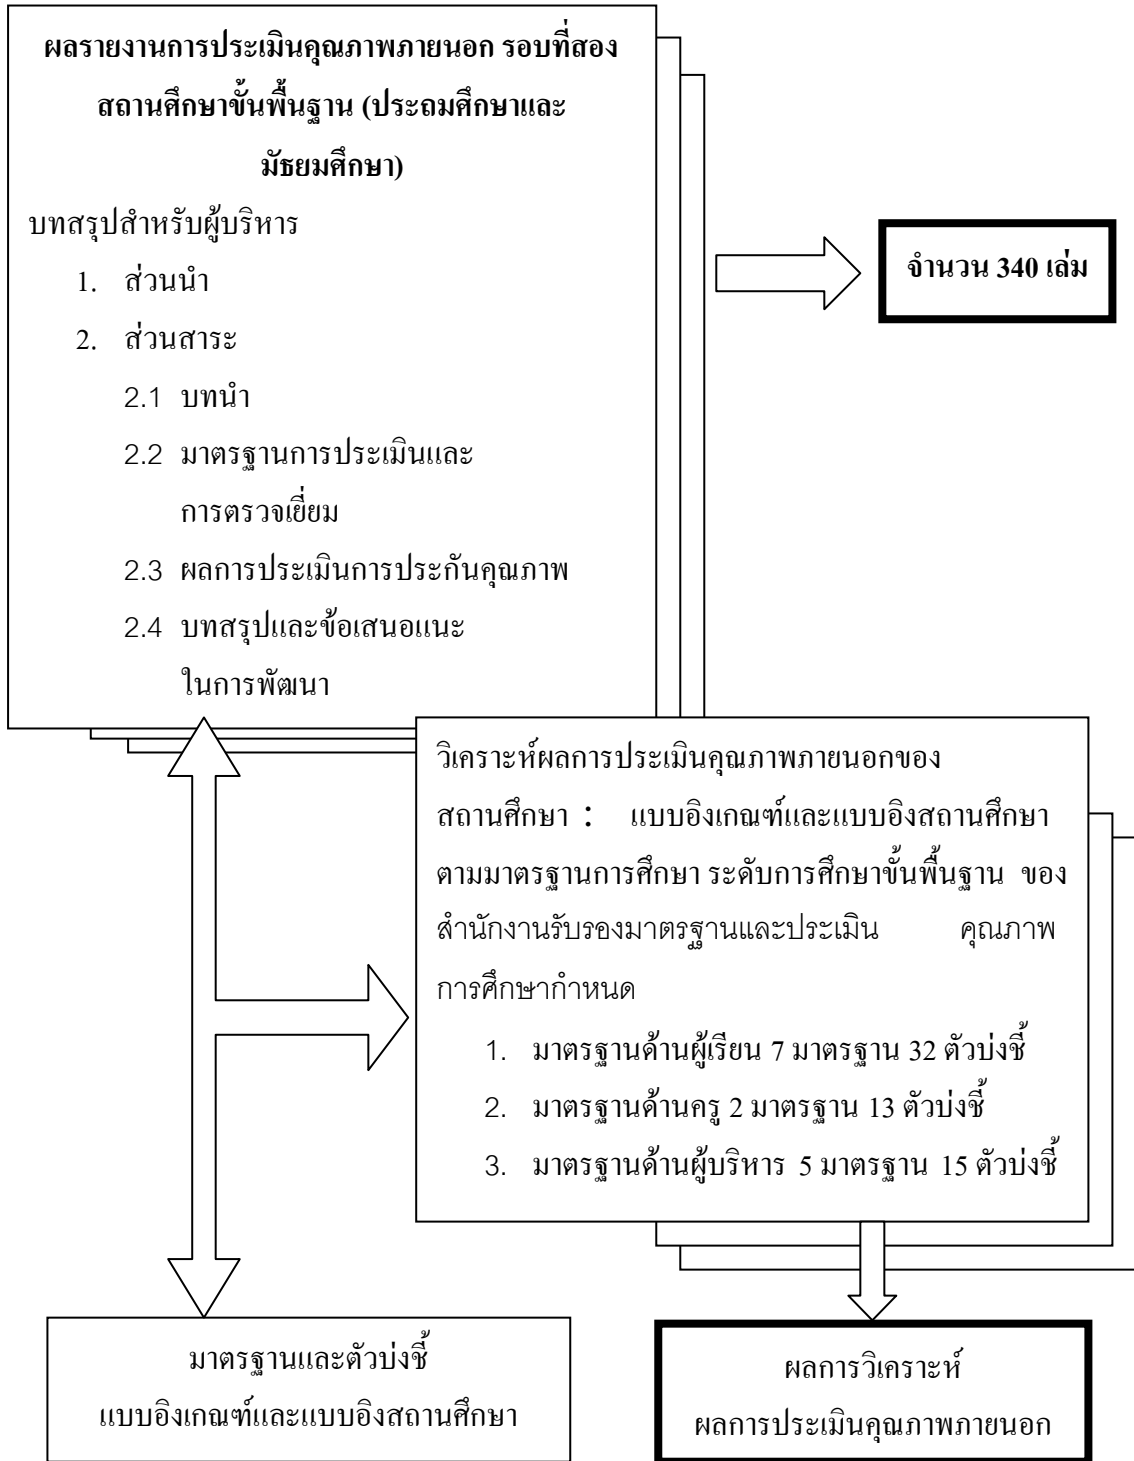 ผลรายงานการประเมินคุณภาพภายนอก รอบที่สอง
สถานศึกษาขั้นพื้นฐาน (ประถมศึกษาและ
มัธยมศึกษา)
บทสรุปสำหรับผู้บริหาร
1. ส่วนนำ
2. ส่วนสาระ
2.1 บทนำ
2.2 มาตรฐานการประเมินและ
การตรวจเยี่ยม
2.3 ผลการประเมินการประกันคุณภาพ
2.4 บทสรุปและข้อเสนอแนะ
ในการพัฒนา
จำนวน 340 เล่ม
วิเคราะห์ผลการประเมินคุณภาพภายนอกของ
สถานศึกษา : แบบอิงเกณฑ์และแบบอิงสถานศึกษา
ตามมาตรฐานการศึกษา ระดับการศึกษาขั้นพื้นฐาน ของ
สำนักงานรับรองมาตรฐานและประเมิน คุณภาพ
การศึกษากำหนด
1. มาตรฐานด้านผู้เรียน 7 มาตรฐาน 32 ตัวบ่งชี้
2. มาตรฐานด้านครู 2 มาตรฐาน 13 ตัวบ่งชี้
3. มาตรฐานด้านผู้บริหาร 5 มาตรฐาน 15 ตัวบ่งชี้
มาตรฐานและตัวบ่งชี้
แบบอิงเกณฑ์และแบบอิงสถานศึกษา
ผลการวิเคราะห์
ผลการประเมินคุณภาพภายนอก